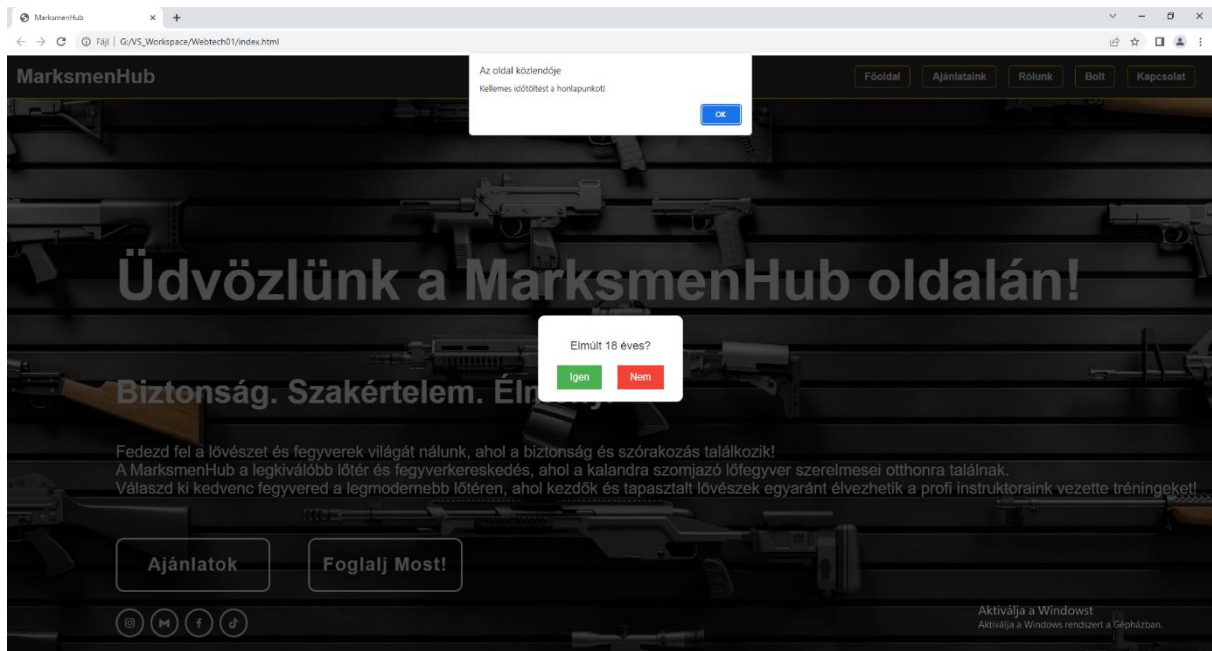 MarksmenHub
Fájl | G:/VS_Workspace/Webtech01/index.html
MarksmenHub
Főoldal
Ajánlataink
Rólunk
Bolt
Kapcsolat
Az oldal közlendője
Kellemes időtöltést a honlapunkot!
OK
Üdvözlünk a MarksmenHub oldalán!
Elmúlt 18 éves?
Igen
Nem
Biztonság. Szakértelem.
Fedezd fel a lövészet és fegyverek világát nálunk, ahol a biztonság és szórakozás találkozik!
A MarksmenHub a legkiválóbb lőtér és fegyverkereskedés, ahol a kalandra szomjazó lőfegyver szerelmesei otthonra találnak.
Válaszd ki kedvenc fegyvered a legmodernebb lőtéren, ahol kezdők és tapasztalt lövészek egyaránt élvezhetik a profi instruktoraink vezette tréningeket!
Ajánlatok
Foglalj Most!
Aktiválja a Windowst
Aktiválja a Windows rendszert a Gépházban.